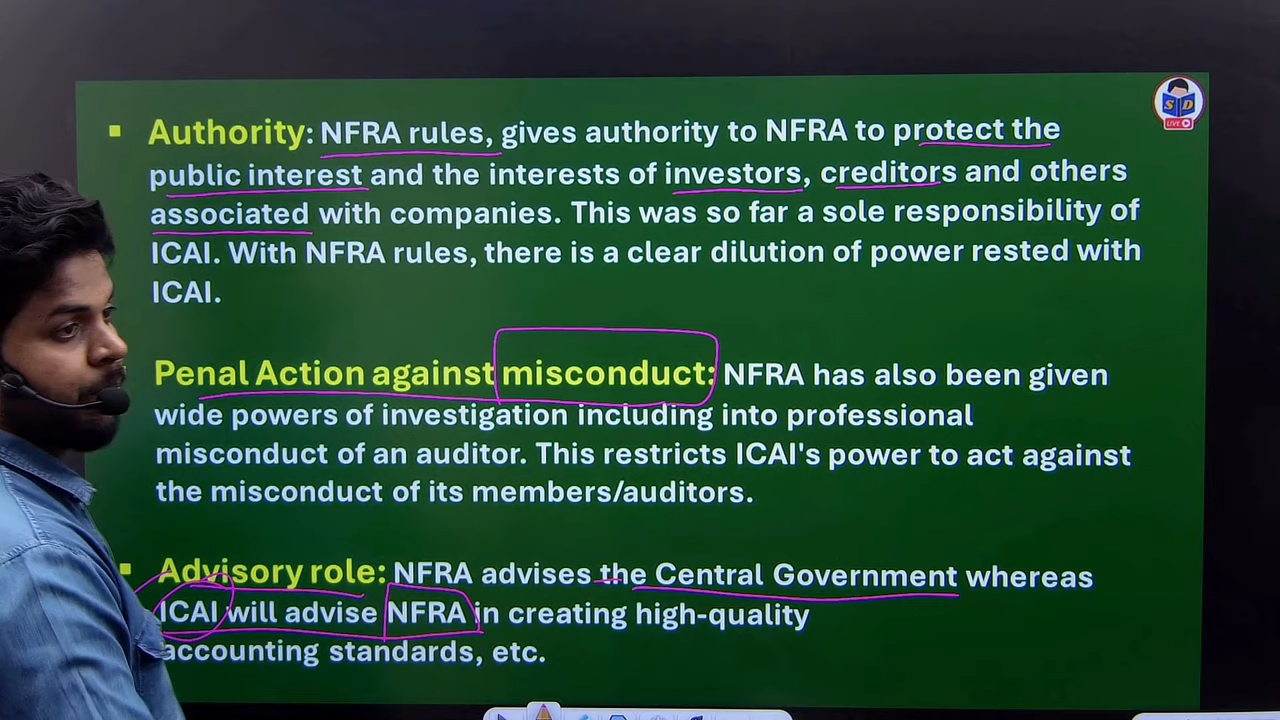 SD
LIVE
Authority: NFRA rules, gives authority to NFRA to protect the
public interest and the interests of investors, creditors and others
associated with companies. This was so far a sole responsibility of
ICAI. With NFRA rules, there is a clear dilution of power rested with
ICAI.
Penal Action against misconduct: NFRA has also been given
wide powers of investigation including into professional
misconduct of an auditor. This restricts ICAI's power to act against
the misconduct of its members/auditors.
Advisory role: NFRA advises the Central Government whereas
ICAI will advise NFRA in creating high-quality
accounting standards, etc.